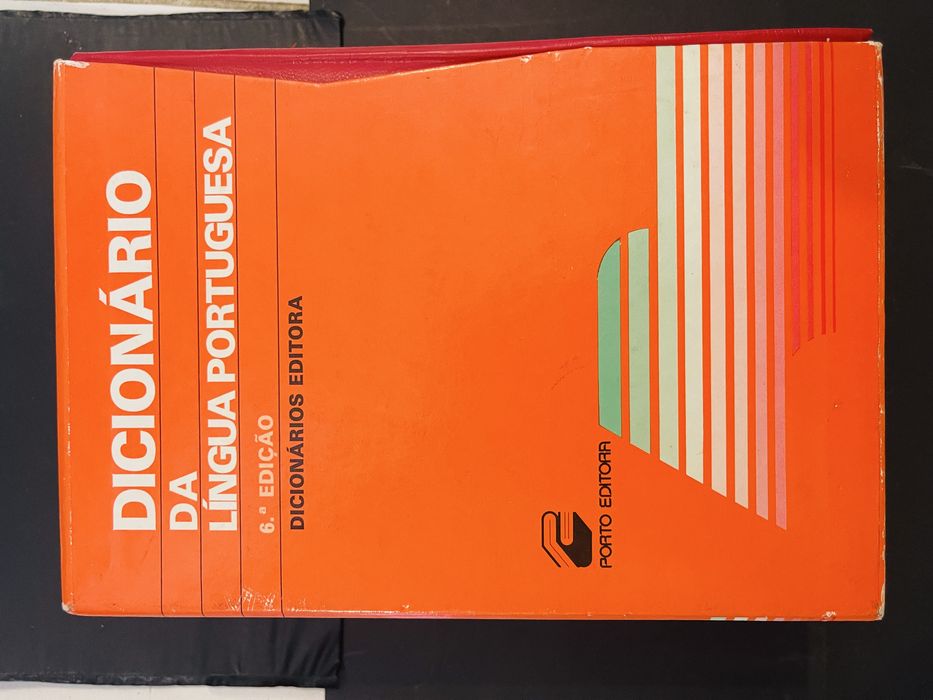 DICIONÁRIO
DA
LÍNGUA PORTUGUESA
6.ª EDIÇÃO
DICIONÁRIOS EDITORA
PORTO EDITORA